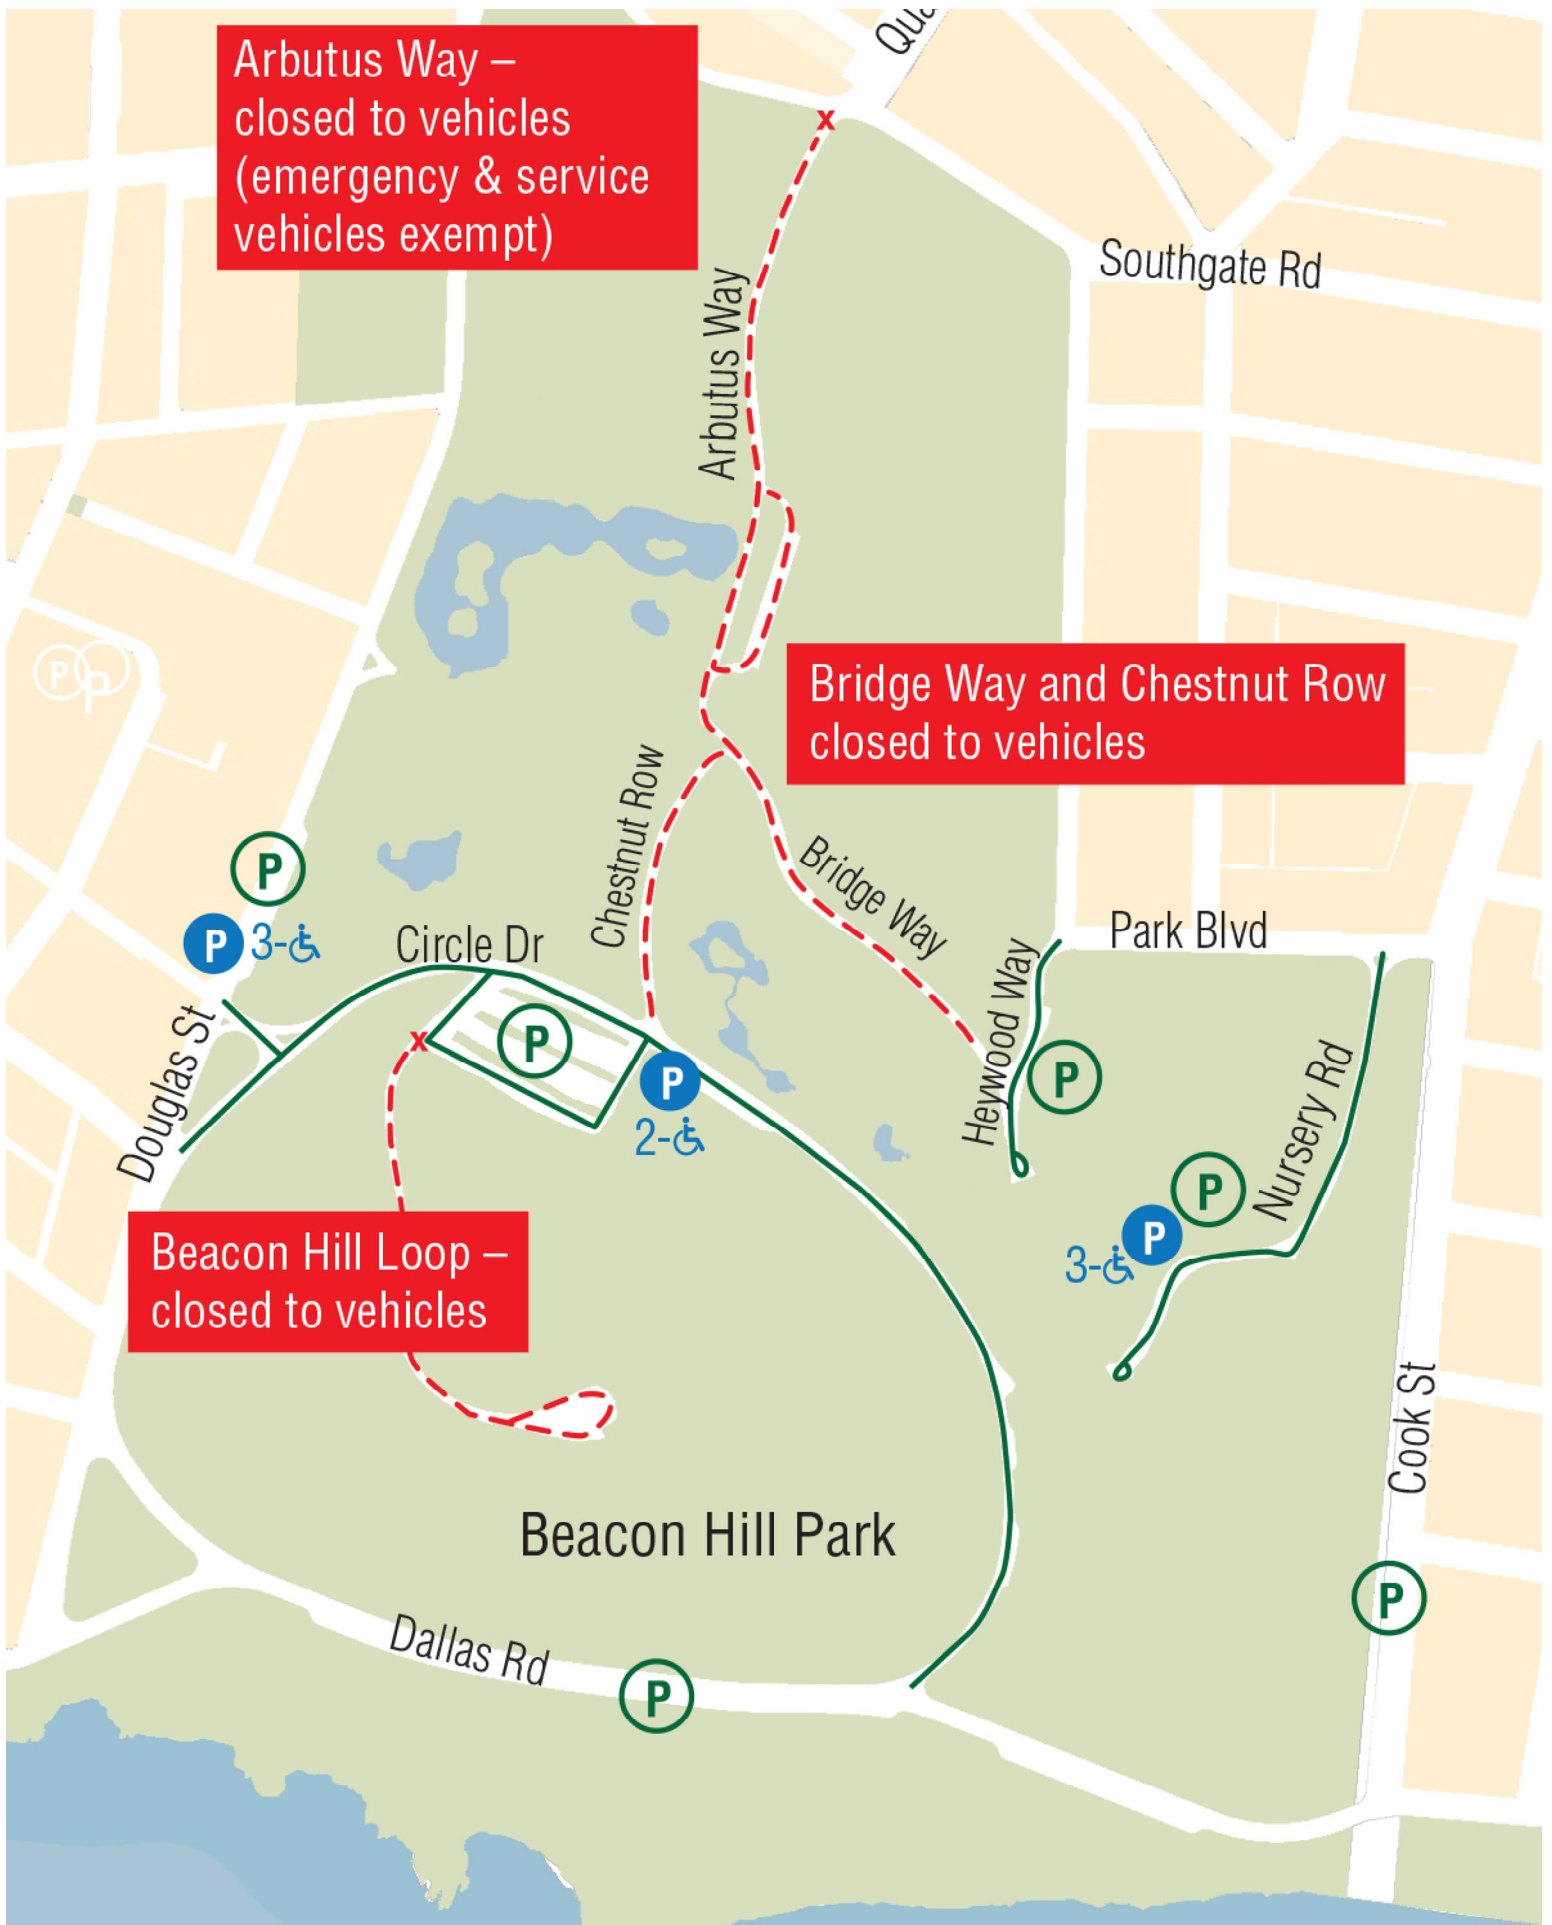 Arbutus Way –
closed to vehicles
(emergency & service
vehicles exempt)
x
Southgate Rd
Arbutus Way
P
P
Bridge Way and Chestnut Row
closed to vehicles
Chestnut Row
Bridge Way
P
P 3-
Circle Dr
Park Blvd
Heywood Way
Douglas St
x
P
P
2-
P
Nursery Rd
P
P
3-
Beacon Hill Loop –
closed to vehicles
Cook St
Beacon Hill Park
P
Dallas Rd
P